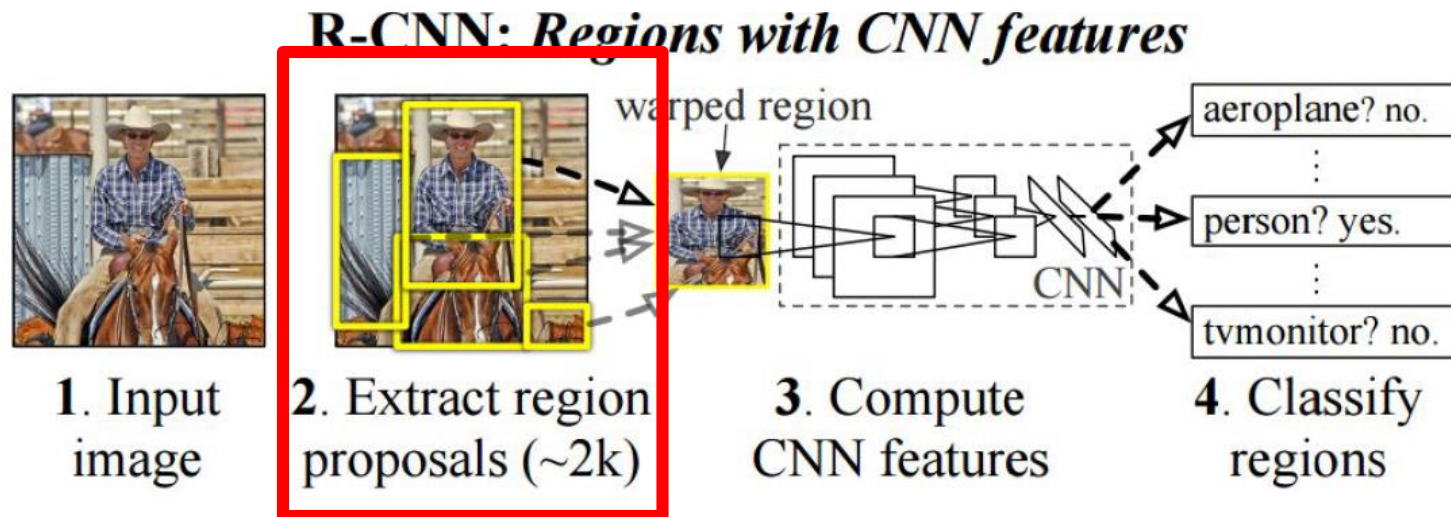 R-CNN: Regions with CNN features
warped region
aeroplane? no.
person? yes.
CNN
tvmonitor? no.
1. Input
image
2. Extract region
proposals (~2k)
3. Compute
CNN features
4. Classify
regions